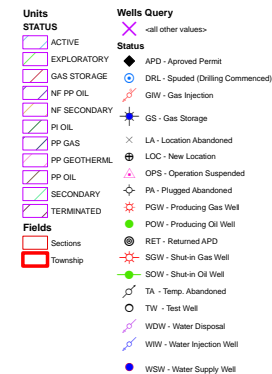 Units
STATUS
ACTIVE
EXPLORATORY
GAS STORAGE
NF PP OIL
NF SECONDARY
PI OIL
PP GAS
PP GEOTHERML
PP OIL
SECONDARY
TERMINATED
Fields
Sections
Township
Wells Query
<all other values>
Status
APD - Aproved Permit
DRL - Spuded (Drilling Commenced)
GIW - Gas Injection
GS - Gas Storage
LA - Location Abandoned
LOC - New Location
OPS - Operation Suspended
PA - Plugged Abandoned
PGW - Producing Gas Well
POW - Producing Oil Well
RET - Returned APD
SGW - Shut-in Gas Well
SOW - Shut-in Oil Well
TA - Temp. Abandoned
TW - Test Well
WDW - Water Disposal
WIW - Water Injection Well
WSW - Water Supply Well